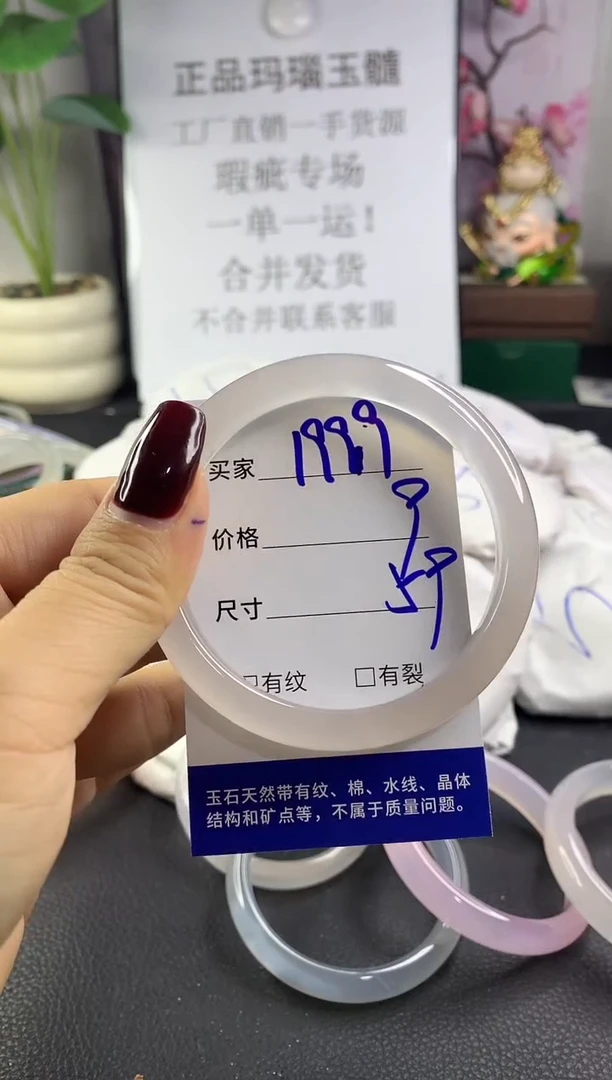 正品玛瑙玉髓
工厂直销一手货源
瑕疵专场
一单一运！
合并发货
不合并联系客服
买家 1999
价格 9
尺寸 59
□有纹 □有裂
玉石天然带有纹、棉、水线、晶体
结构和矿点等，不属于质量问题。